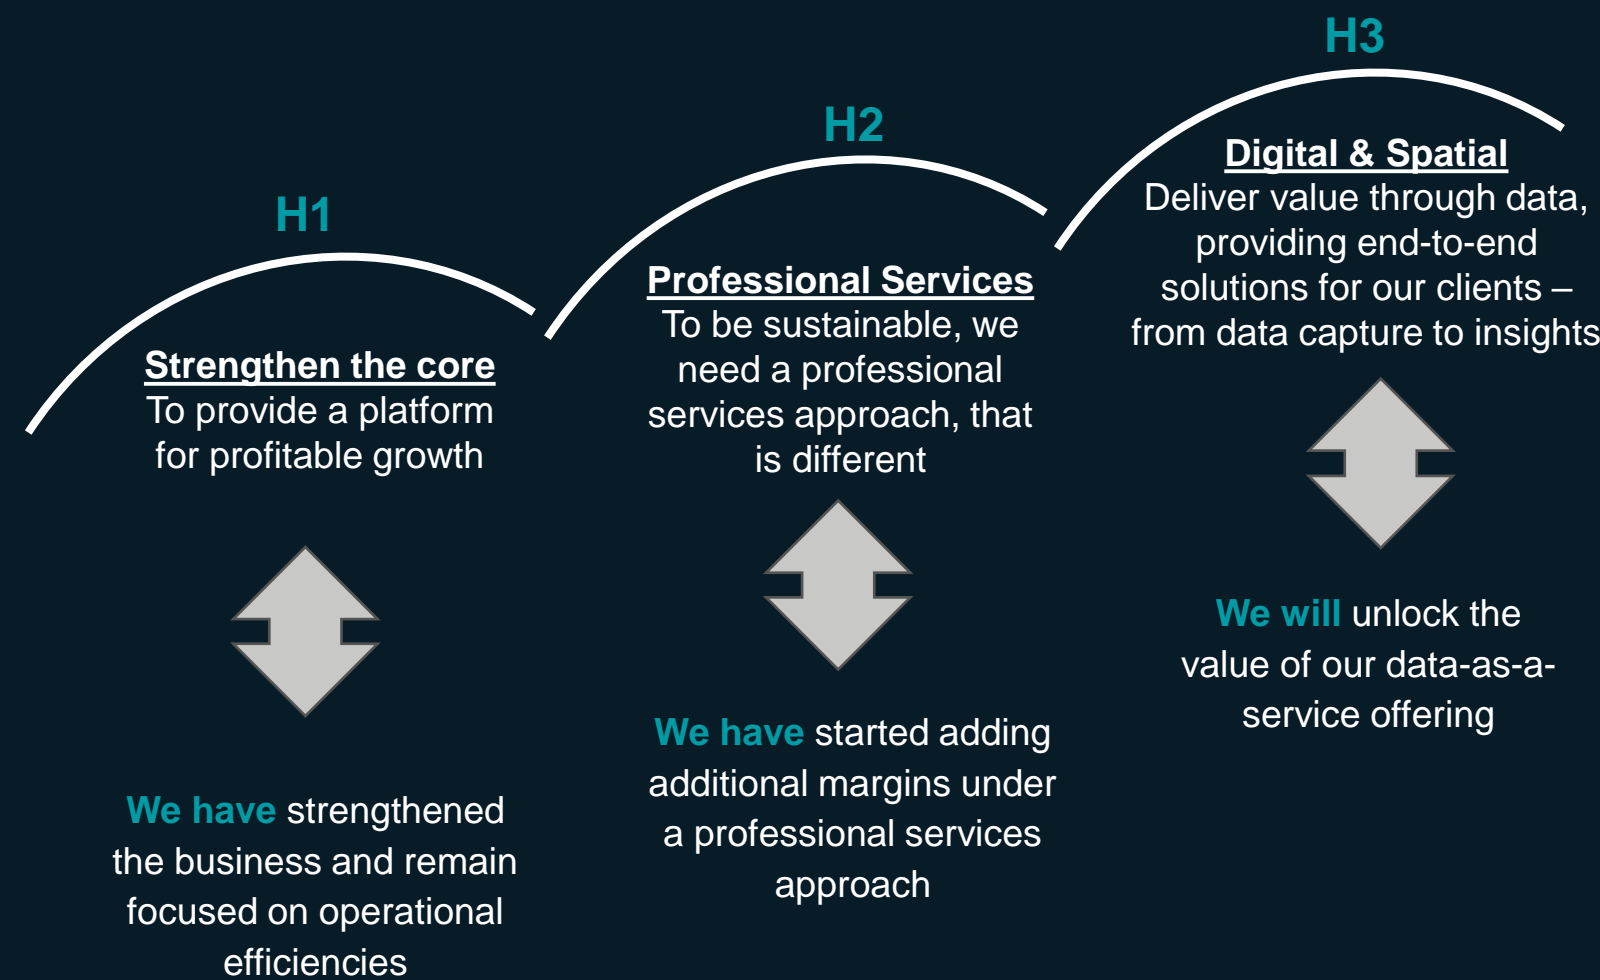 H1
Strengthen the core
To provide a platform
for profitable growth
We have strengthened
the business and remain
focused on operational
efficiencies
H2
Professional Services
To be sustainable, we
need a professional
services approach, that
is different
We have started adding
additional margins under
a professional services
approach
H3
Digital & Spatial
Deliver value through data,
providing end-to-end
solutions for our clients –
from data capture to insights
We will unlock the
value of our data-as-a-
service offering